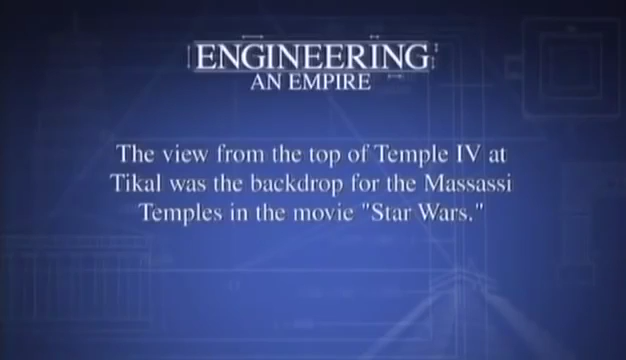 ENGINEERING
AN EMPIRE
The view from the top of Temple IV at
Tikal was the backdrop for the Massassi
Temples in the movie "Star Wars."